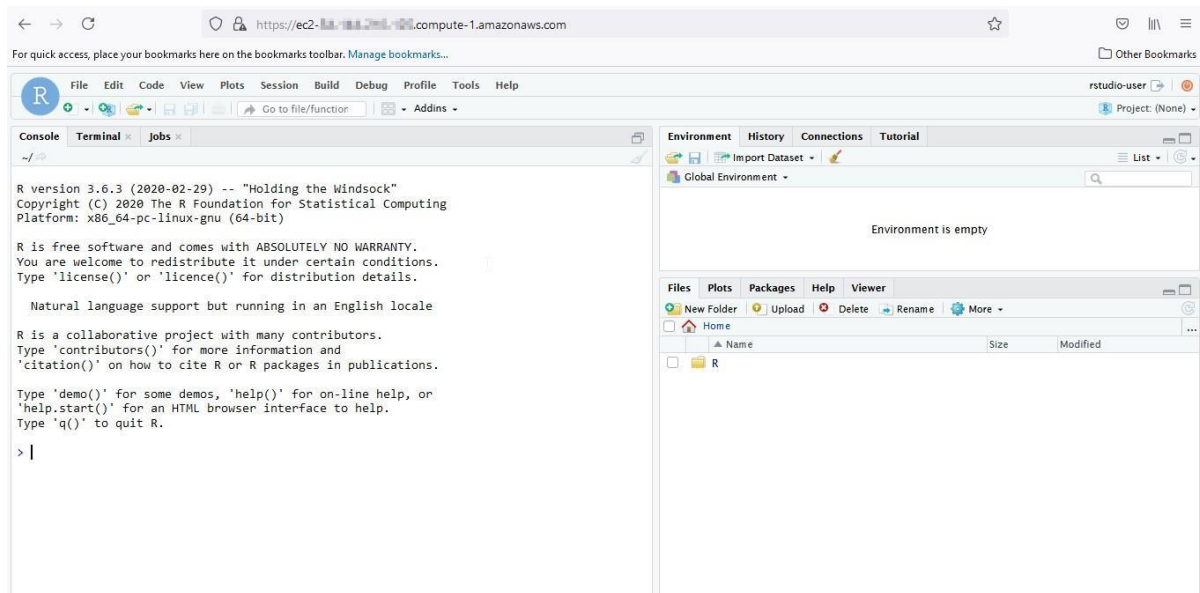 https://ec2-.compute-1.amazonaws.com
For quick access, place your bookmarks here on the bookmarks toolbar. Manage bookmarks...
Other Bookmarks
R
File Edit Code View Plots Session Build Debug Profile Tools Help
rstudio-user
Go to file/function
Addins
Project: (None)
Console Terminal Jobs
~/
R version 3.6.3 (2020-02-29) -- "Holding the Windsock"
Copyright (C) 2020 The R Foundation for Statistical Computing
Platform: x86_64-pc-linux-gnu (64-bit)
R is free software and comes with ABSOLUTELY NO WARRANTY.
You are welcome to redistribute it under certain conditions.
Type 'license()' or 'licence()' for distribution details.
Natural language support but running in an English locale
R is a collaborative project with many contributors.
Type 'contributors()' for more information and
'citation()' on how to cite R or R packages in publications.
Type 'demo()' for some demos, 'help()' for on-line help, or
'help.start()' for an HTML browser interface to help.
Type 'q()' to quit R.
>
Environment History Connections Tutorial
Import Dataset
List
Global Environment
Environment is empty
Files Plots Packages Help Viewer
New Folder Upload Delete Rename More
Home
...
Name Size Modified
R